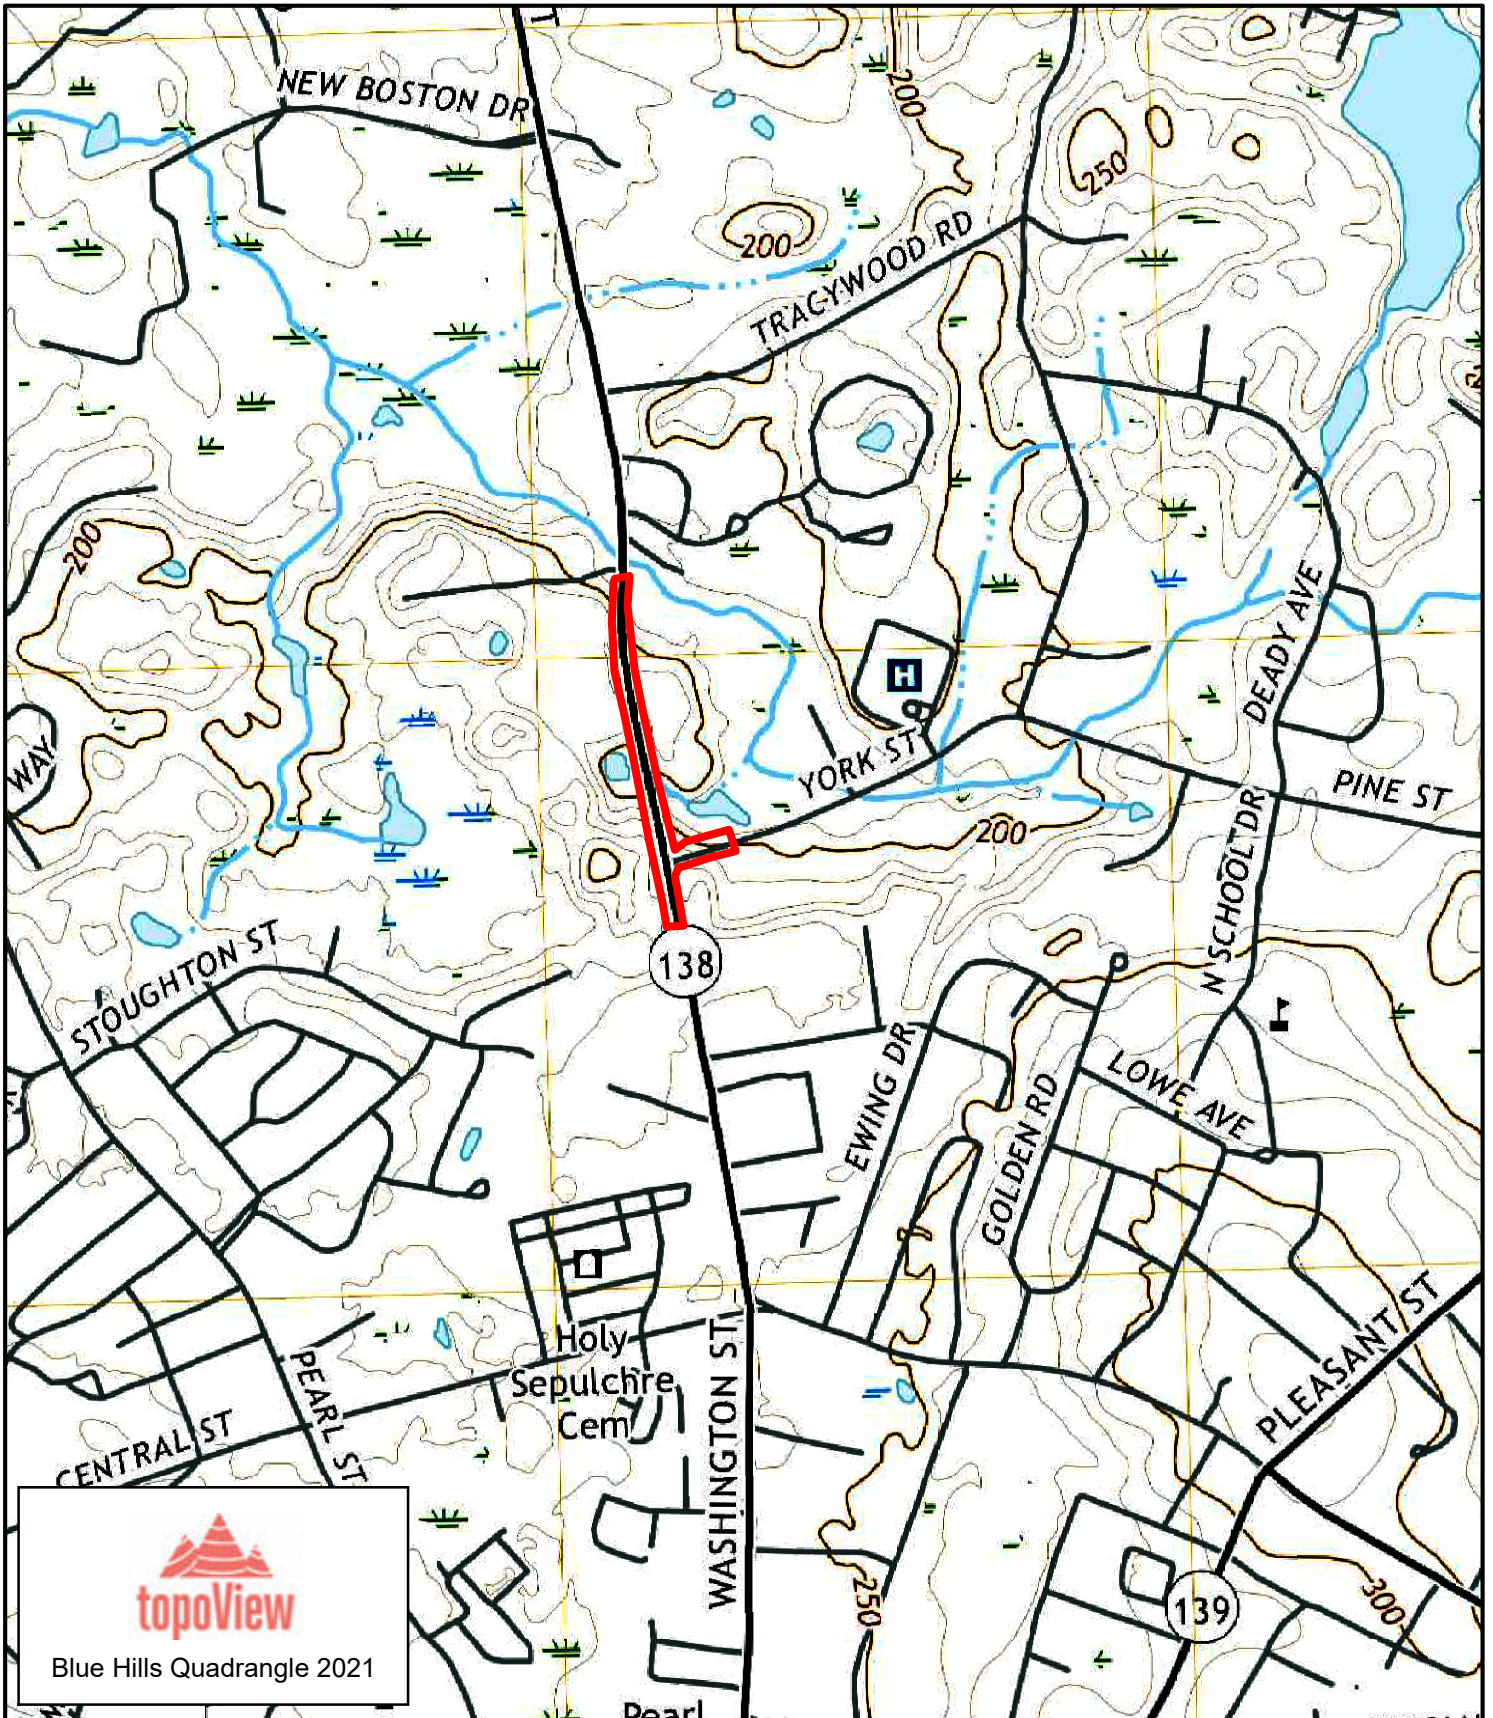 NEW BOSTON DR
200
250
200
TRACYWOOD RD
200
DEADY AVE
WAY
H
YORK ST
PINE ST
200
N SCHOOL DR
138
STOUGHTON ST
EWING DR
LOWE AVE
GOLDEN RD
Holy
Sepulchre
Cem
PEARL ST
WASHINGTON ST
PLEASANT ST
CENTRAL ST
250
139
300
topoView
Blue Hills Quadrangle 2021
Pearl